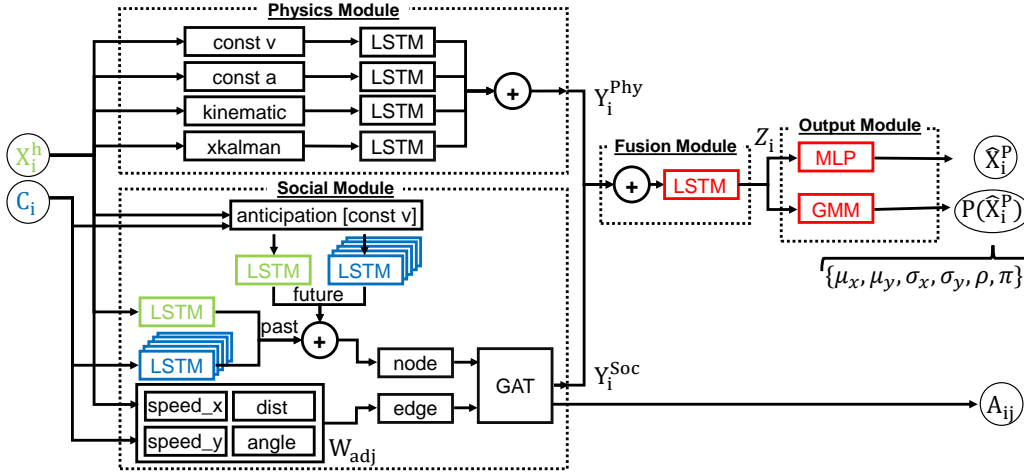 Physics Module
const v
LSTM
const a
LSTM
kinematic
LSTM
xkalman
LSTM
+
Y_i^Phy
X_i^h
C_i
Social Module
anticipation [const v]
LSTM
LSTM
future
LSTM
past
+
LSTM
node
GAT
edge
speed_x
dist
speed_y
angle
W_adj
Y_i^Soc
Fusion Module
+
LSTM
Z_i
Output Module
MLP
GMM
X̂_i^P
P(X̂_i^P)
{μ_x, μ_y, σ_x, σ_y, ρ, π}
A_ij